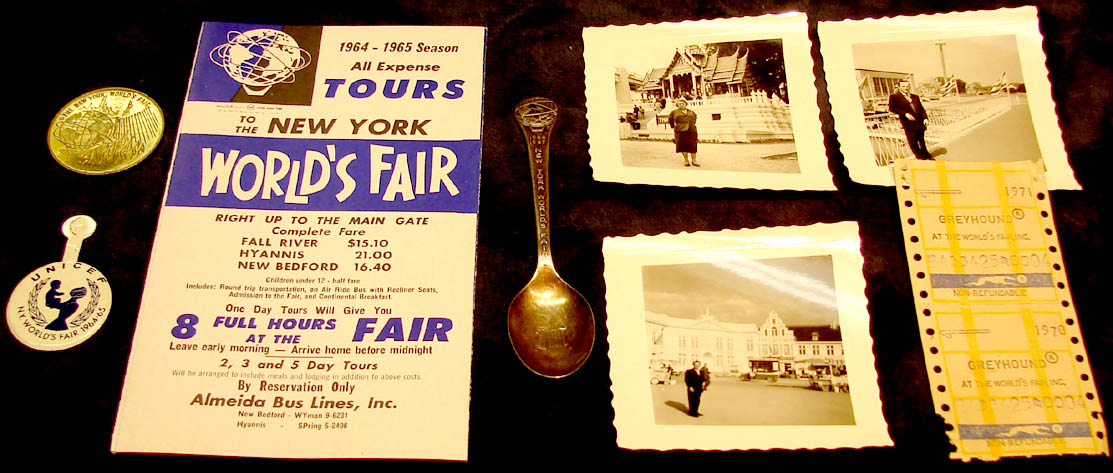 NEW YORK WORLD'S FAIR
UNICEF
NY WORLD'S FAIR 1964-65
1964 - 1965 Season
All Expense
TOURS
TO THE NEW YORK
WORLD'S FAIR
RIGHT UP TO THE MAIN GATE
Complete Fare
FALL RIVER $15.10
HYANNIS 21.00
NEW BEDFORD 16.40
Children under 12 - half fare
Includes: Round trip transportation, on Air Ride Bus with Recliner Seats,
Admission to the Fair, and Continental Breakfast.
One Day Tours Will Give You
8 FULL HOURS AT THE FAIR
Leave early morning — Arrive home before midnight
2, 3 and 5 Day Tours
Will be arranged to include meals and lodging in addition to above costs.
By Reservation Only
Almeida Bus Lines, Inc.
New Bedford - WYman 9-6231
Hyannis - SPring 5-2408
NEW YORK WORLD'S FAIR
1971
GREYHOUND®
AT THE WORLD'S FAIR, INC.
NON-REFUNDABLE
1970
GREYHOUND®
AT THE WORLD'S FAIR, INC.
NON-REFUNDABLE